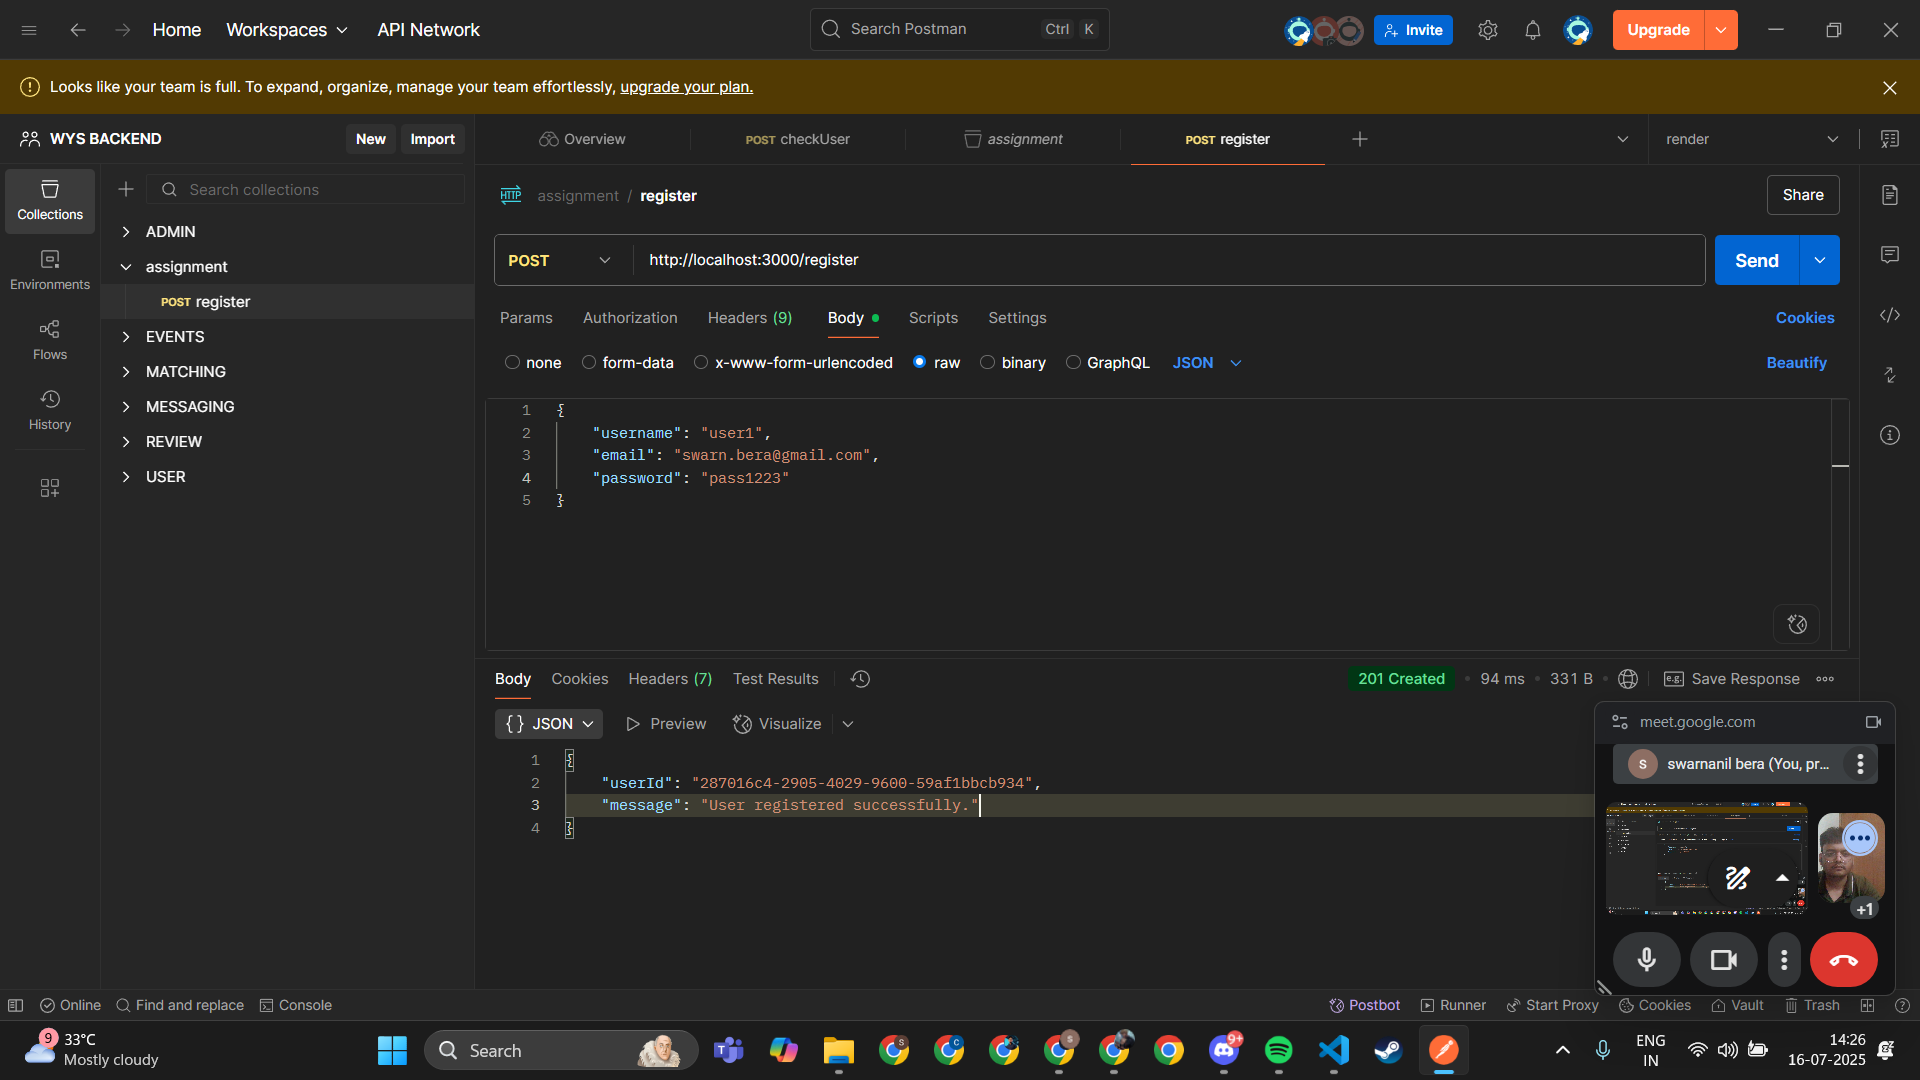 Home Workspaces API Network Search Postman Ctrl K Invite Upgrade
Looks like your team is full. To expand, organize, manage your team effortlessly, upgrade your plan.
WYS BACKEND New Import Overview POST checkUser assignment POST register render
Collections
Environments
Flows
History
Search collections
ADMIN
assignment
POST register
EVENTS
MATCHING
MESSAGING
REVIEW
USER
HTTP assignment / register Share
POST http://localhost:3000/register Send
Params Authorization Headers (9) Body Scripts Settings Cookies
none form-data x-www-form-urlencoded raw binary GraphQL JSON Beautify
1 {
2 "username": "user1",
3 "email": "swarn.bera@gmail.com",
4 "password": "pass1223"
5 }
Body Cookies Headers (7) Test Results 201 Created 94 ms 331 B e.g. Save Response
{} JSON Preview Visualize
1 {
2 "userId": "287016c4-2905-4029-9600-59af1bbcb934",
3 "message": "User registered successfully."
4 }
meet.google.com
S swarnanil bera (You, pr...
+1
Online Find and replace Console Postbot Runner Start Proxy Cookies Vault Trash
9 33°C
Mostly cloudy
Search
S C S 9+
ENG
IN
14:26
16-07-2025